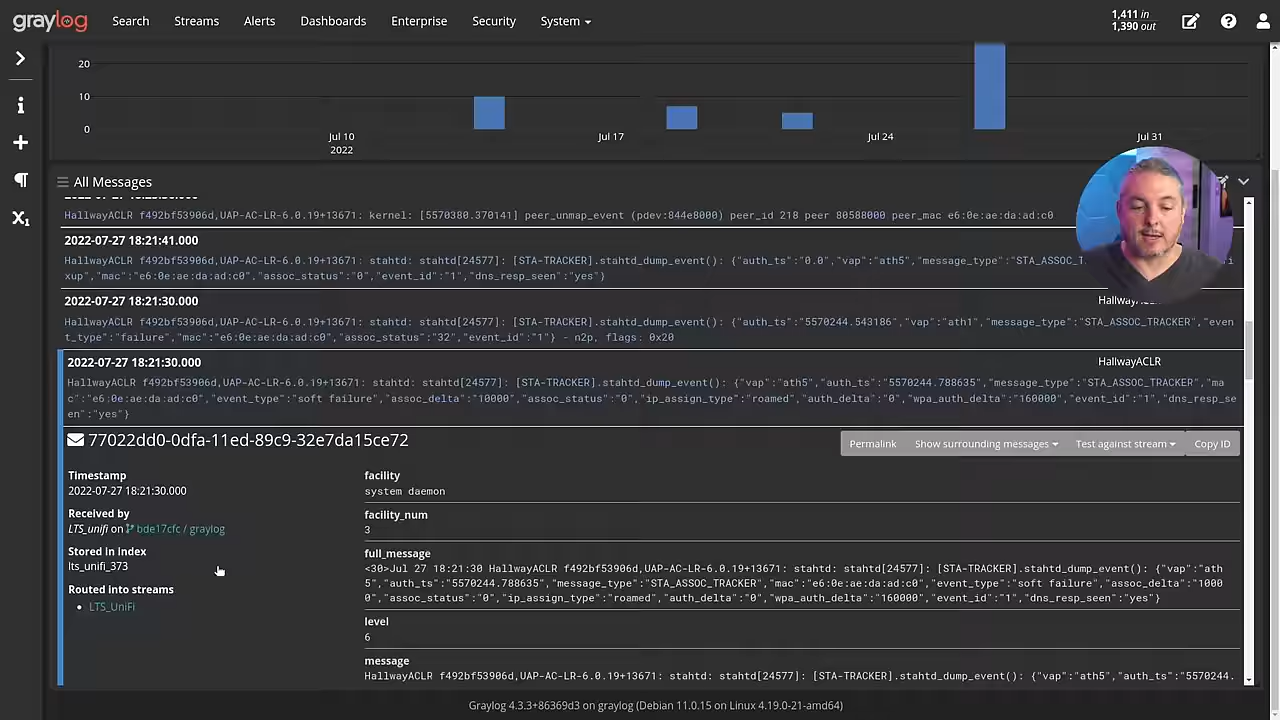 graylog Search Streams Alerts Dashboards Enterprise Security System 1,411 in
1,390 out
20
10
0
Jul 10 Jul 17 Jul 24 Jul 31
2022
All Messages
HallwayACLR f492bf53906d,UAP-AC-LR-6.0.19+13671: kernel: [5570389.370141] peer_unmap_event (pdev:844e8000) peer_id 218 peer 80588000 peer_mac e6:0e:ae:da:ad:c0
2022-07-27 18:21:41.000
HallwayACLR f492bf53906d,UAP-AC-LR-6.0.19+13671: stahtd: stahtd[24577]: [STA-TRACKER].stahtd_dump_event(): {"auth_ts":"0.0","vap":"ath5","message_type":"STA_ASSOC_T
xup","mac":"e6:0e:ae:da:ad:c0","assoc_status":"0","event_id":"1","dns_resp_seen":"yes"}
2022-07-27 18:21:30.000
HallwayACLR f492bf53906d,UAP-AC-LR-6.0.19+13671: stahtd: stahtd[24577]: [STA-TRACKER].stahtd_dump_event(): {"auth_ts":"5570244.543186","vap":"ath1","message_type":"STA_ASSOC_TRACKER","even
t_type":"failure","mac":"e6:0e:ae:da:ad:c0","assoc_status":"32","event_id":"1"} - n2p, flags: 0x20
2022-07-27 18:21:30.000 HallwayACLR
HallwayACLR f492bf53906d,UAP-AC-LR-6.0.19+13671: stahtd: stahtd[24577]: [STA-TRACKER].stahtd_dump_event(): {"vap":"ath5","auth_ts":"5570244.788635","message_type":"STA_ASSOC_TRACKER","ma
c":"e6:0e:ae:da:ad:c0","event_type":"soft failure","assoc_delta":"10000","assoc_status":"0","ip_assign_type":"roamed","auth_delta":"0","wpa_auth_delta":"160000","event_id":"1","dns_resp_se
en":"yes"}
77022dd0-0dfa-11ed-89c9-32e7da15ce72
Permalink Show surrounding messages Test against stream Copy ID
Timestamp
2022-07-27 18:21:30.000
Received by
LTS_unifi on bde17cfc / graylog
Stored in index
lts_unifi_373
Routed into streams
• LTS_UniFi
facility
system daemon
facility_num
3
full_message
<30>Jul 27 18:21:30 HallwayACLR f492bf53906d,UAP-AC-LR-6.0.19+13671: stahtd: stahtd[24577]: [STA-TRACKER].stahtd_dump_event(): {"vap":"ath
5","auth_ts":"5570244.788635","message_type":"STA_ASSOC_TRACKER","mac":"e6:0e:ae:da:ad:c0","event_type":"soft failure","assoc_delta":"1000
0","assoc_status":"0","ip_assign_type":"roamed","auth_delta":"0","wpa_auth_delta":"160000","event_id":"1","dns_resp_seen":"yes"}
level
6
message
HallwayACLR f492bf53906d,UAP-AC-LR-6.0.19+13671: stahtd: stahtd[24577]: [STA-TRACKER].stahtd_dump_event(): {"vap":"ath5","auth_ts":"5570244.
Graylog 4.3.3+86369d3 on graylog (Debian 11.0.15 on Linux 4.19.0-21-amd64)